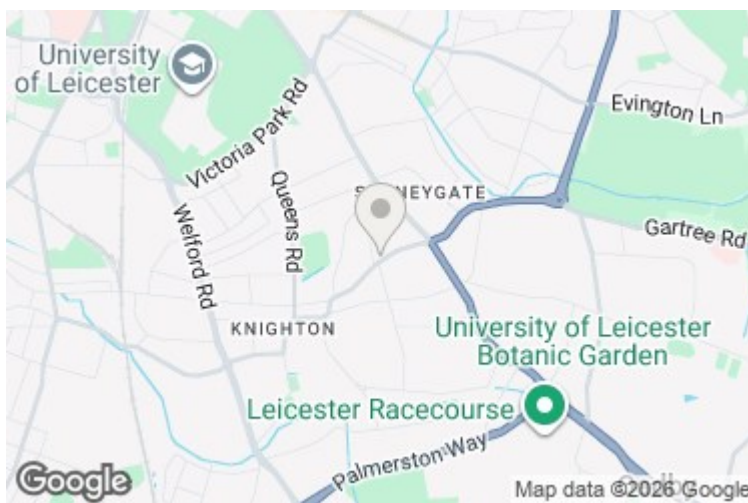 University
of Leicester
Evington Ln
Victoria Park Rd
Queens Rd
Gartree Rd
Welford Rd
KNIGHTON
University of Leicester
Botanic Garden
Leicester Racecourse
Palmerston Way
Google
Map data ©2026 Google